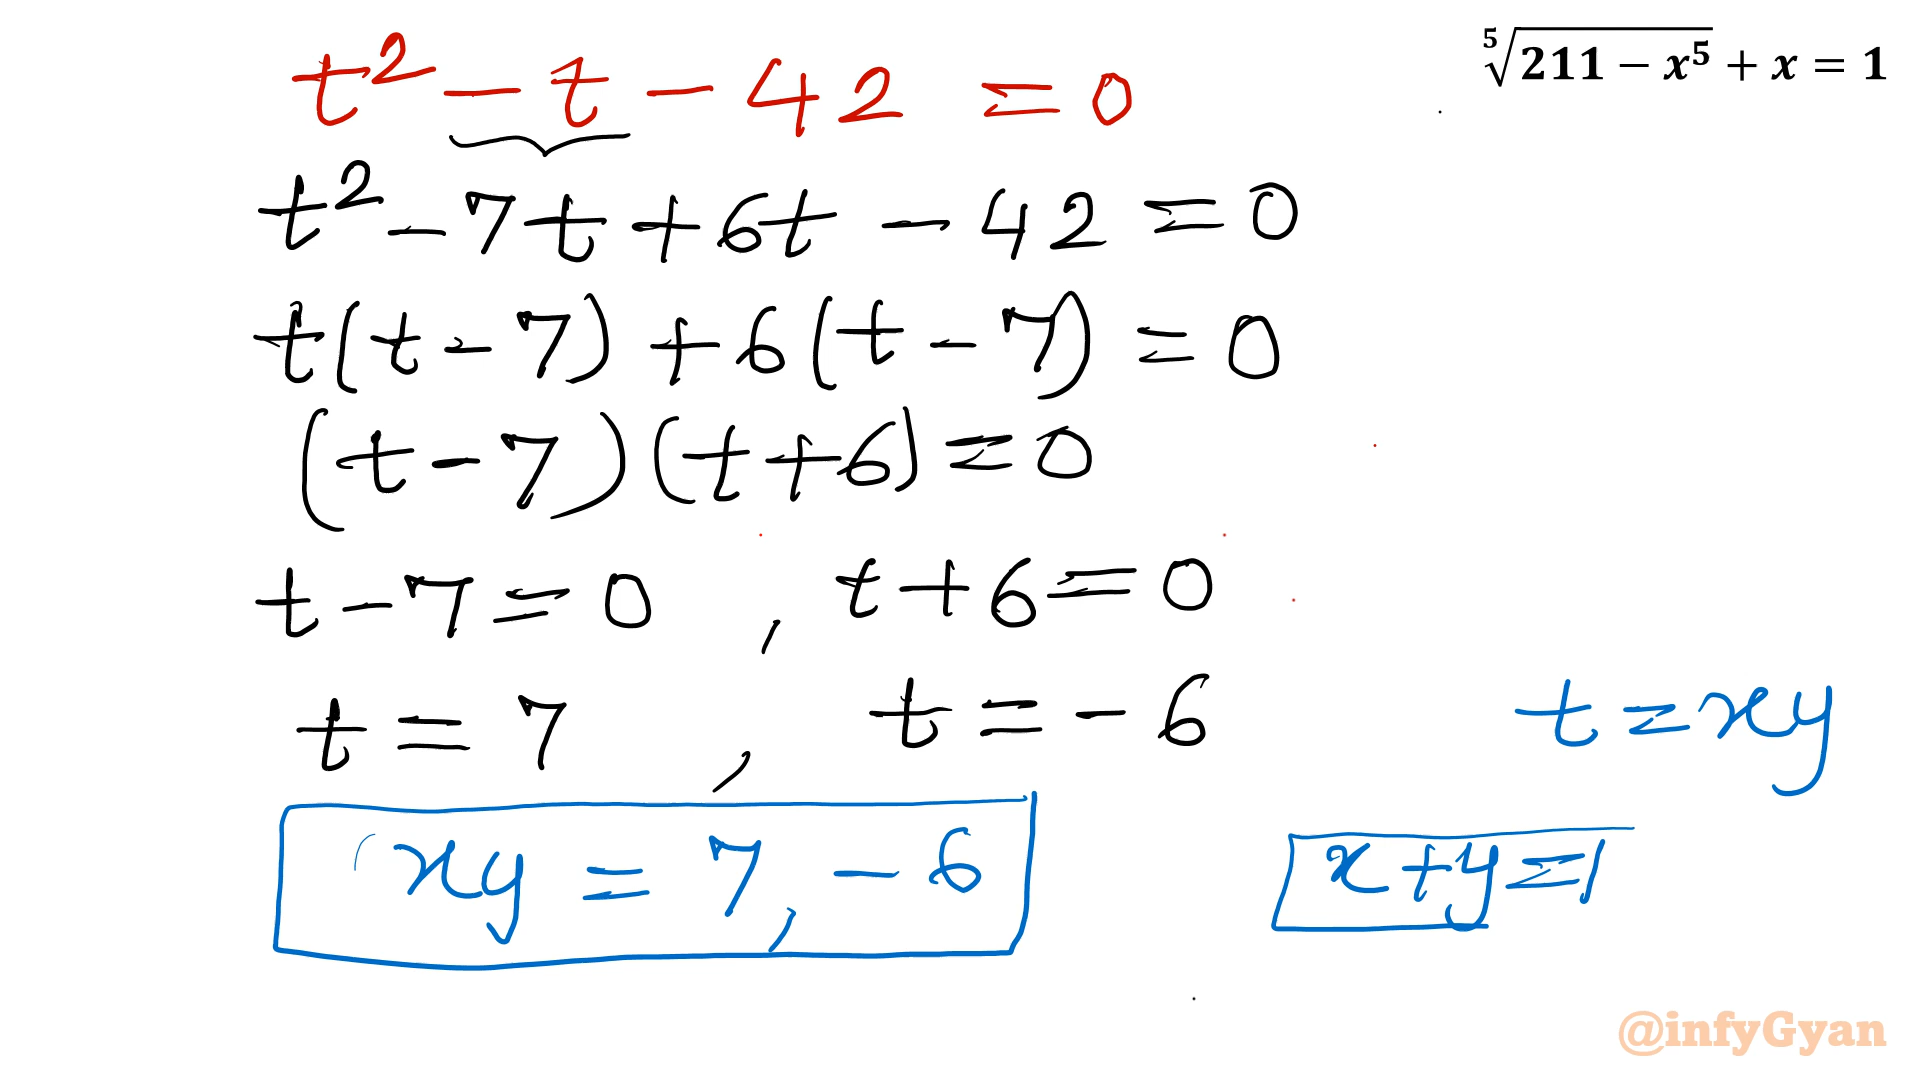 t² - t - 42 = 0
⁵√(211 − x⁵) + x = 1
t² - 7t + 6t - 42 = 0
t(t - 7) + 6(t - 7) = 0
(t - 7)(t + 6) = 0
t - 7 = 0 , t + 6 = 0
t = 7 , t = -6
t = xy
xy = 7, -6
x + y = 1
@infyGyan